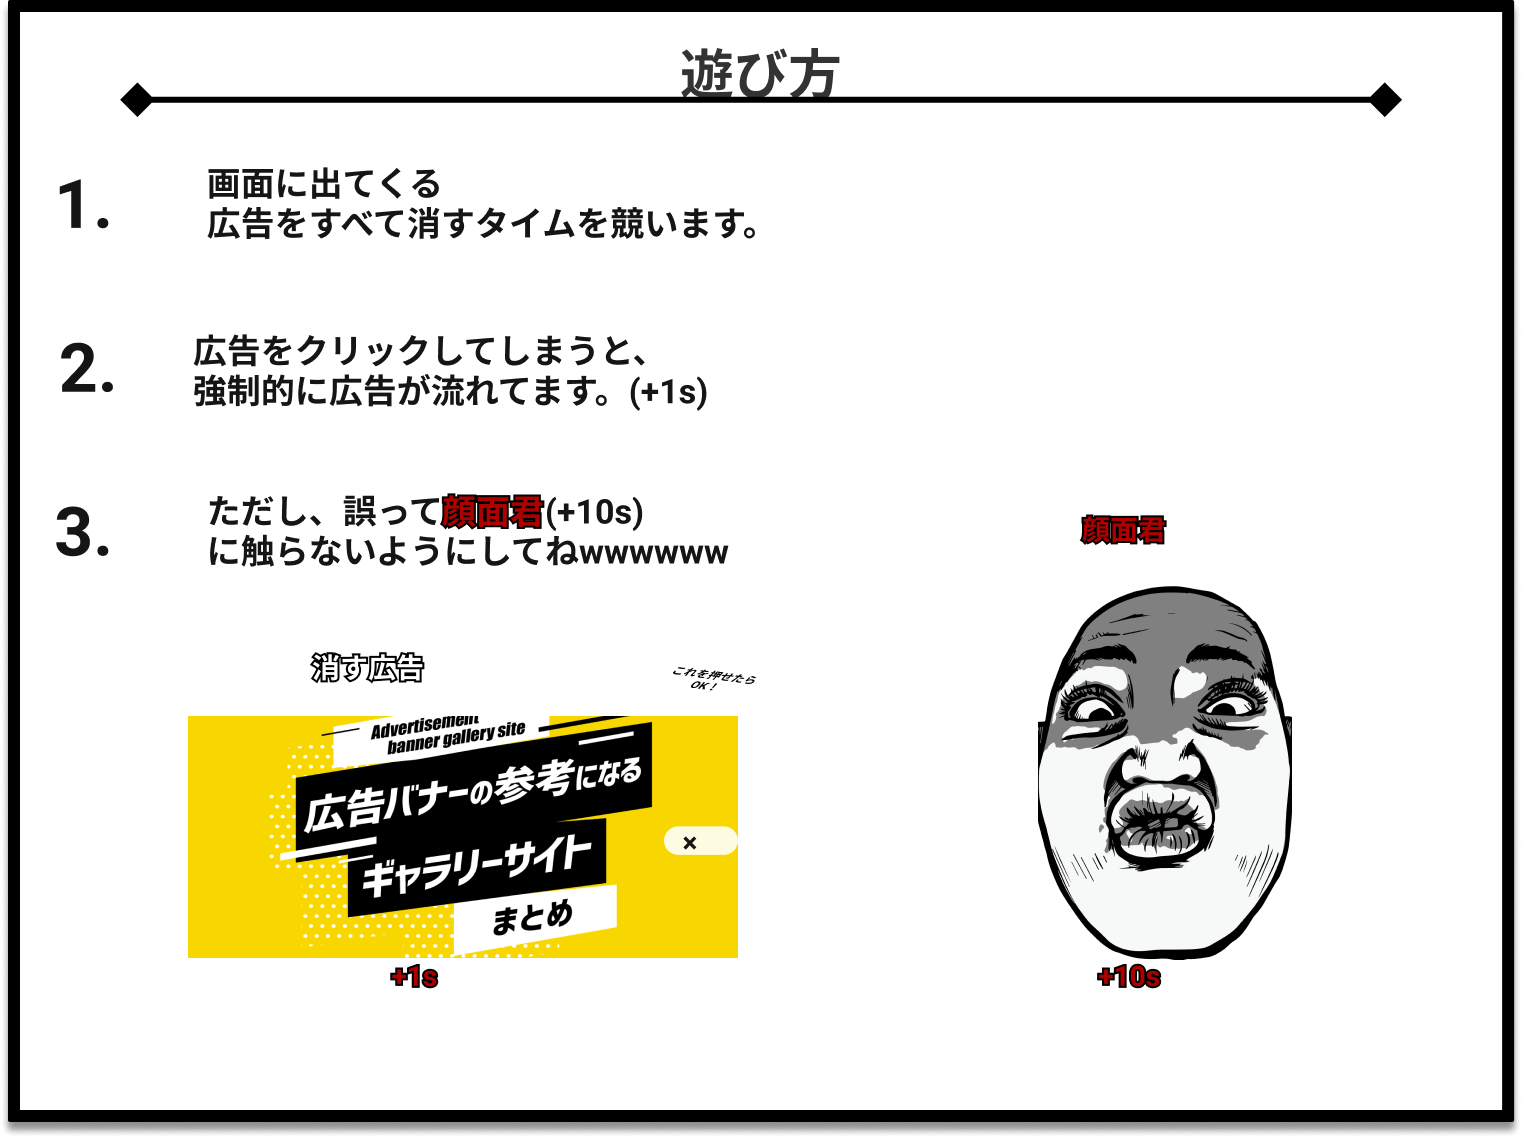 遊び方
1.
画面に出てくる
広告をすべて消すタイムを競います。
2.
広告をクリックしてしまうと、
強制的に広告が流れてます。(+1s)
3.
ただし、誤って顔面君(+10s)
に触らないようにしてねwwwwww
顔面君
消す広告
これを押せたら
OK！
Advertisement
banner gallery site
広告バナーの参考になる
ギャラリーサイト
まとめ
×
+1s
+10s